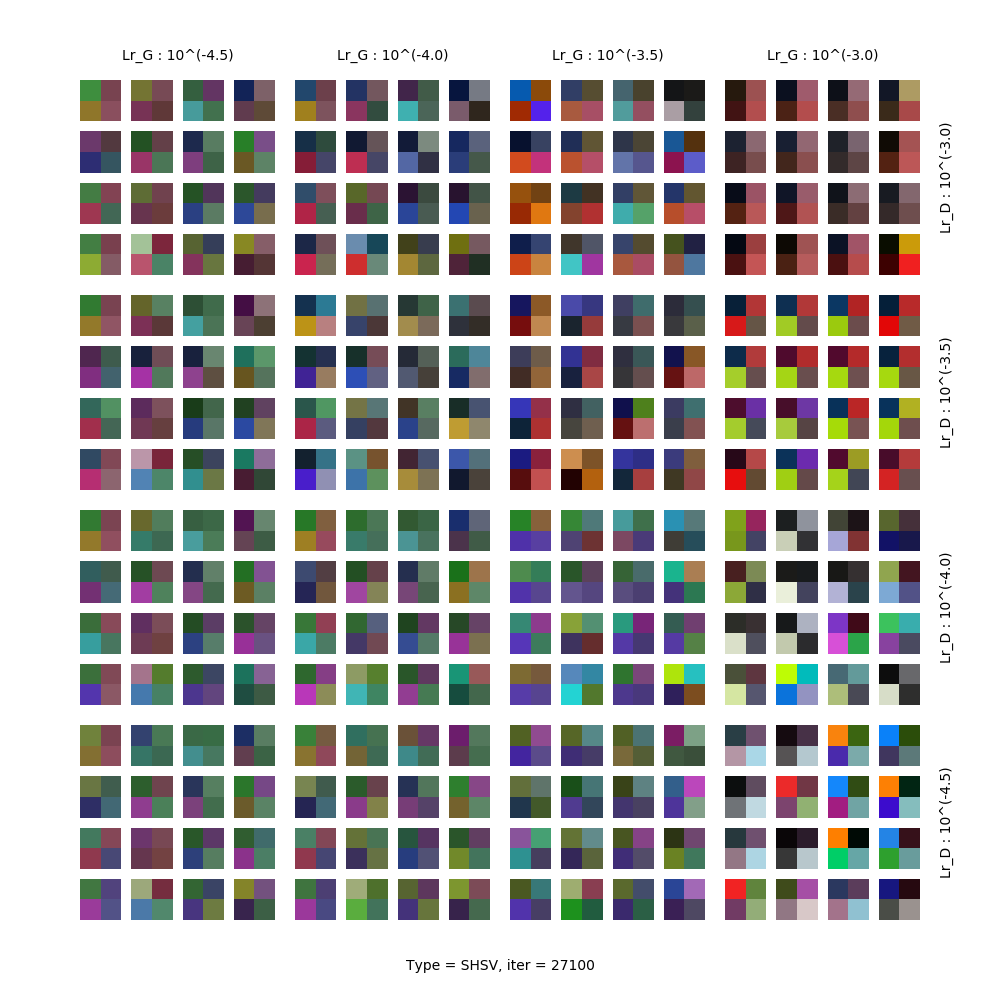 Lr_G : 10^(-4.5)
Lr_G : 10^(-4.0)
Lr_G : 10^(-3.5)
Lr_G : 10^(-3.0)
Lr_D : 10^(-3.0)
Lr_D : 10^(-3.5)
Lr_D : 10^(-4.0)
Lr_D : 10^(-4.5)
Type = SHSV, iter = 27100